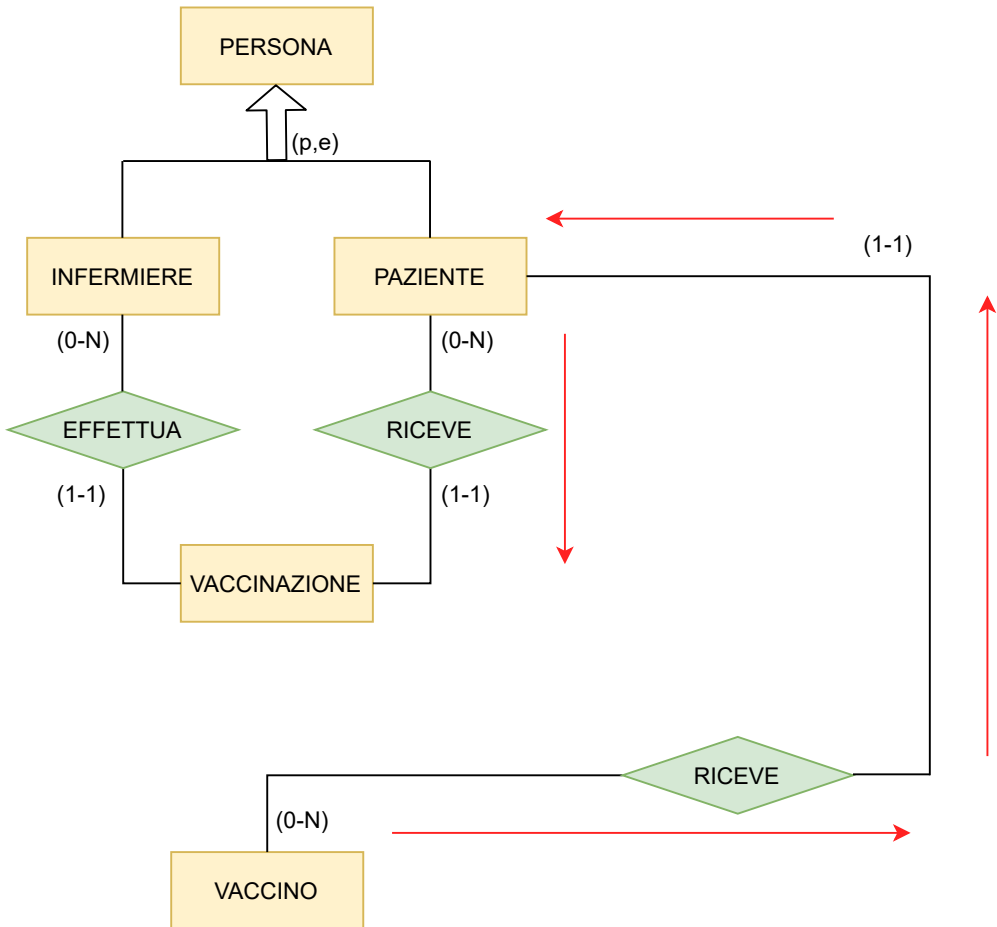 PERSONA
(p,e)
(1-1)
INFERMIERE
PAZIENTE
(0-N)
(0-N)
EFFETTUA
RICEVE
(1-1)
(1-1)
VACCINAZIONE
RICEVE
(0-N)
VACCINO